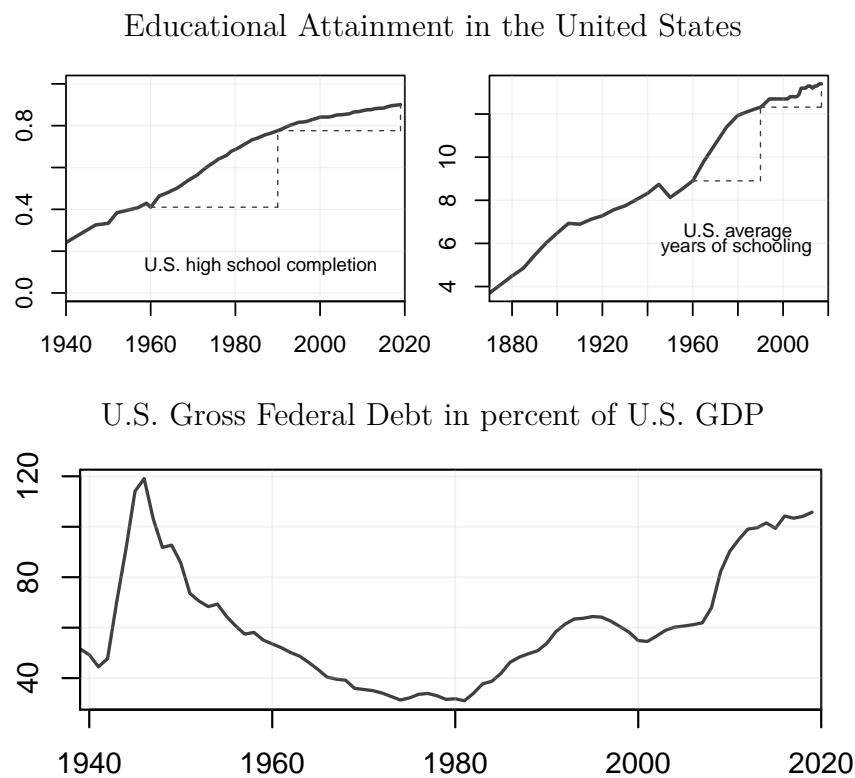 Educational Attainment in the United States
0.8
0.4
0.0
U.S. high school completion
1940 1960 1980 2000 2020
10
8
6
4
U.S. average
years of schooling
1880 1920 1960 2000
U.S. Gross Federal Debt in percent of U.S. GDP
120
80
40
1940 1960 1980 2000 2020